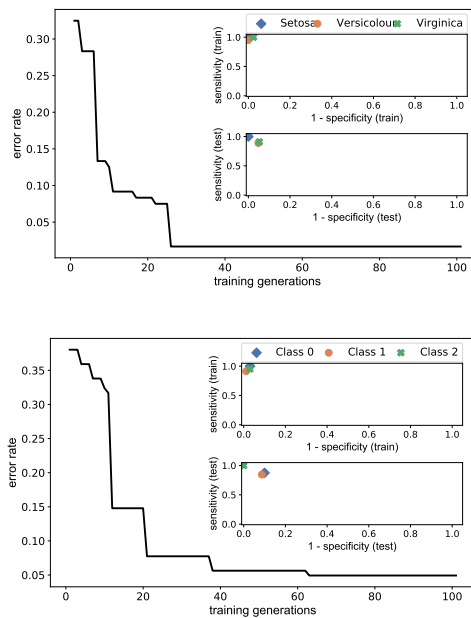 Setosa Versicolour Virginica
0.30
0.25
0.20
0.15
0.10
0.05
error rate
0 20 40 60 80 100
training generations
sensitivity (train)
1.0
0.5
0.0
0.0 0.2 0.4 0.6 0.8 1.0
1 - specificity (train)
sensitivity (test)
1.0
0.5
0.0
0.0 0.2 0.4 0.6 0.8 1.0
1 - specificity (test)
Class 0 Class 1 Class 2
0.35
0.30
0.25
0.20
0.15
0.10
0.05
error rate
0 20 40 60 80 100
training generations
sensitivity (train)
1.0
0.5
0.0
0.0 0.2 0.4 0.6 0.8 1.0
1 - specificity (train)
sensitivity (test)
1.0
0.5
0.0
0.0 0.2 0.4 0.6 0.8 1.0
1 - specificity (test)